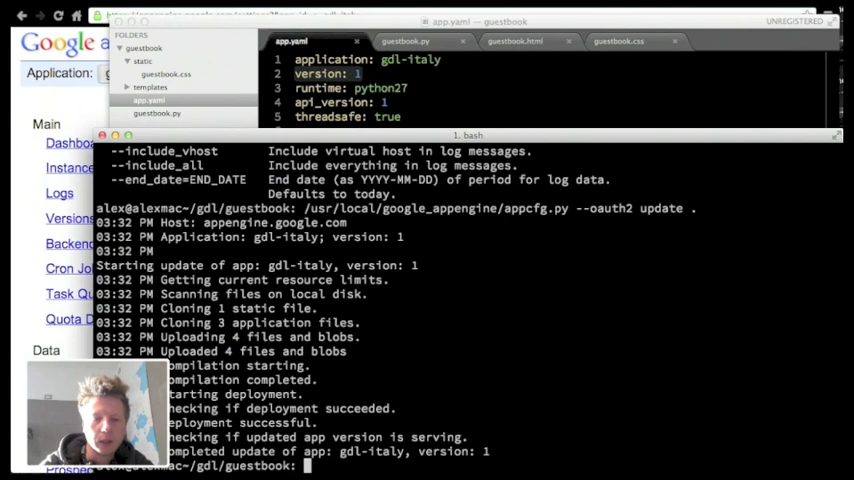 https://appengine.google.com/
app.yaml — guestbook
UNREGISTERED
Google a
Application:
FOLDERS
guestbook
static
guestbook.css
templates
app.yaml
guestbook.py
app.yaml
guestbook.py
guestbook.html
guestbook.css
1 application: gdl-italy
2 version: 1
3 runtime: python27
4 api_version: 1
5 threadsafe: true
Main
Dashbo
Instance
Logs
Versions
Backend
Cron Jo
Task Qu
Quota D
Data
Prospec
1. bash
--include_vhost Include virtual host in log messages.
--include_all Include everything in log messages.
--end_date=END_DATE End date (as YYYY-MM-DD) of period for log data.
Defaults to today.
alex@alexmac:~/gdl/guestbook: /usr/local/google_appengine/appcfg.py --oauth2 update .
03:32 PM Host: appengine.google.com
03:32 PM Application: gdl-italy; version: 1
03:32 PM
Starting update of app: gdl-italy, version: 1
03:32 PM Getting current resource limits.
03:32 PM Scanning files on local disk.
03:32 PM Cloning 1 static file.
03:32 PM Cloning 3 application files.
03:32 PM Uploading 4 files and blobs.
03:32 PM Uploaded 4 files and blobs
ompilation starting.
ompilation completed.
tarting deployment.
hecking if deployment succeeded.
eployment successful.
hecking if updated app version is serving.
ompleted update of app: gdl-italy, version: 1
alex@alexmac:~/gdl/guestbook: